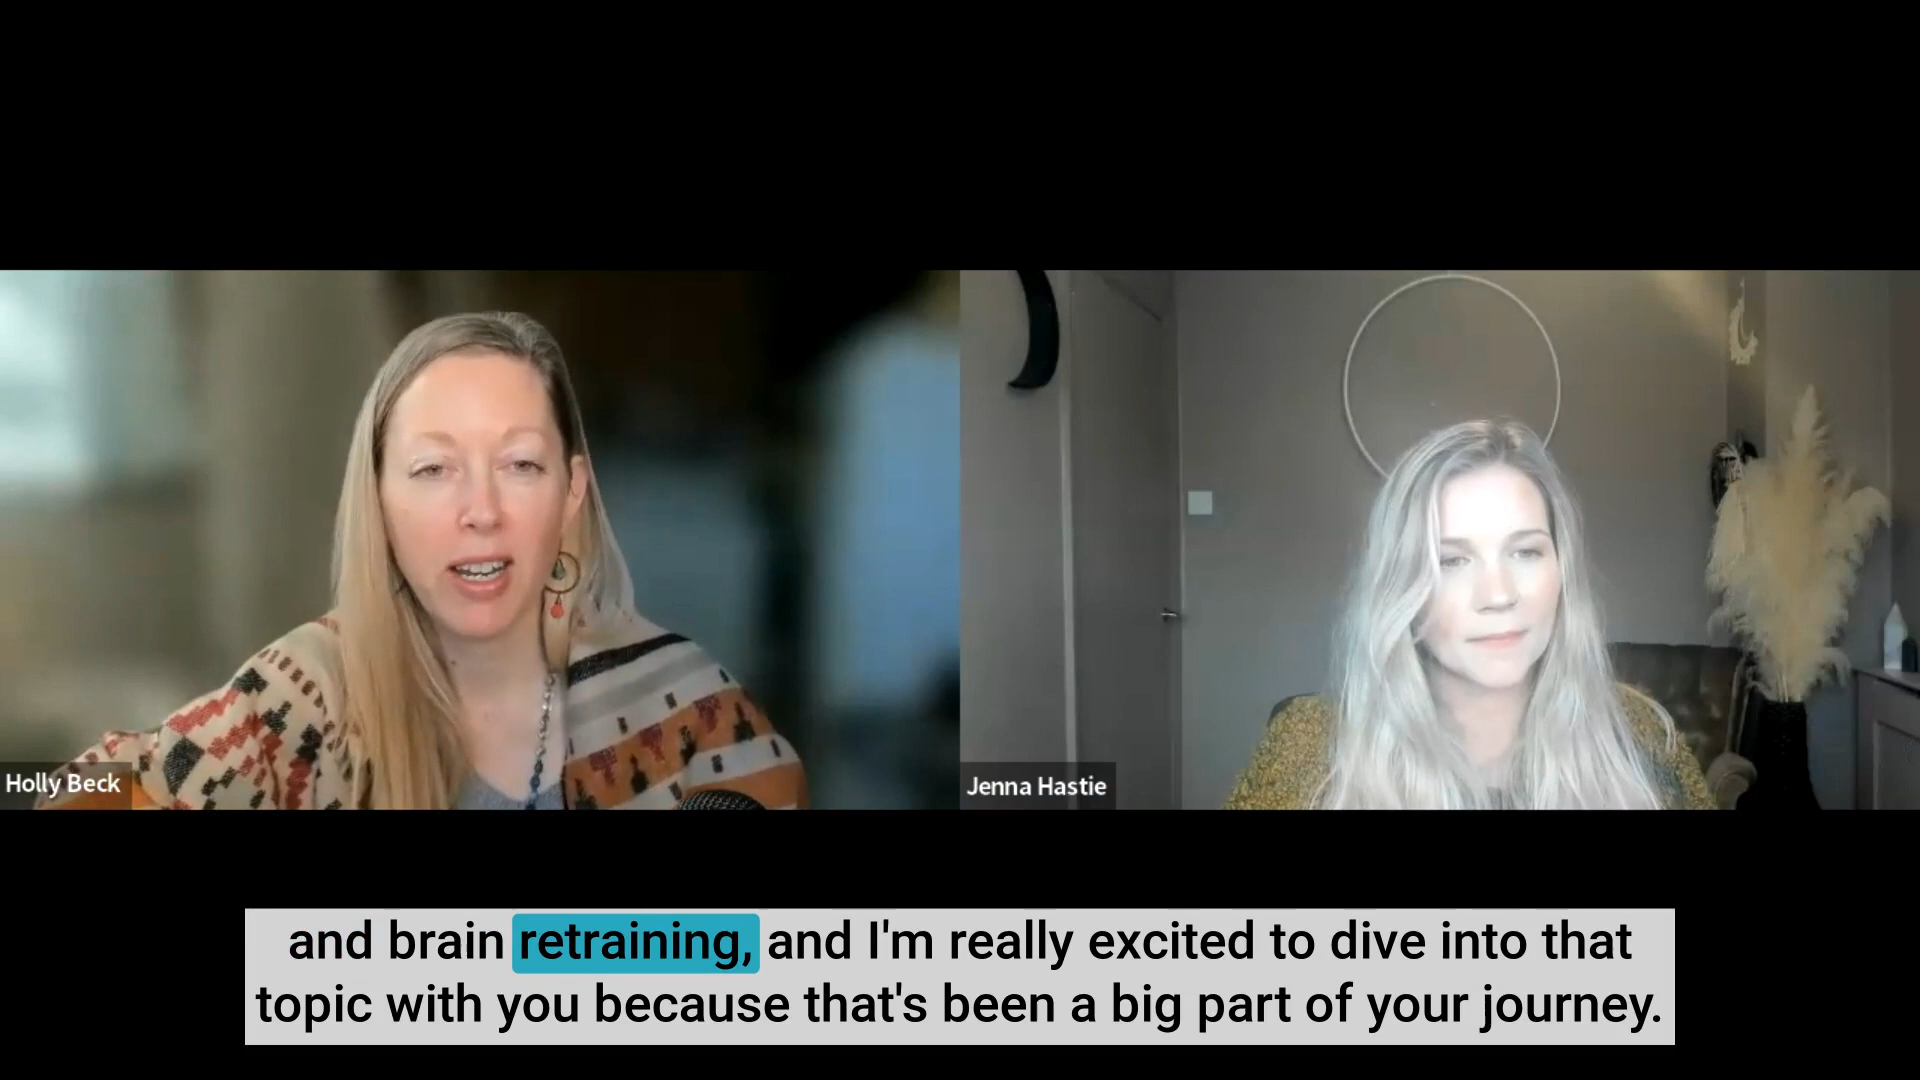 Holly Beck
Jenna Hastie
and brain retraining, and I'm really excited to dive into that
topic with you because that's been a big part of your journey.